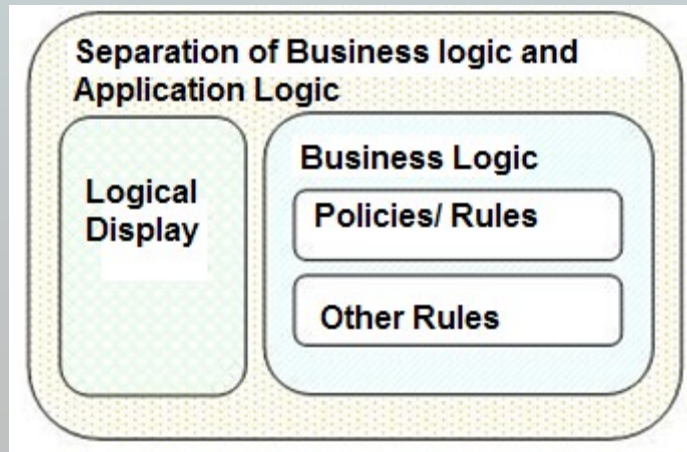 Separation of Business logic and
Application Logic
Logical
Display
Business Logic
Policies/ Rules
Other Rules